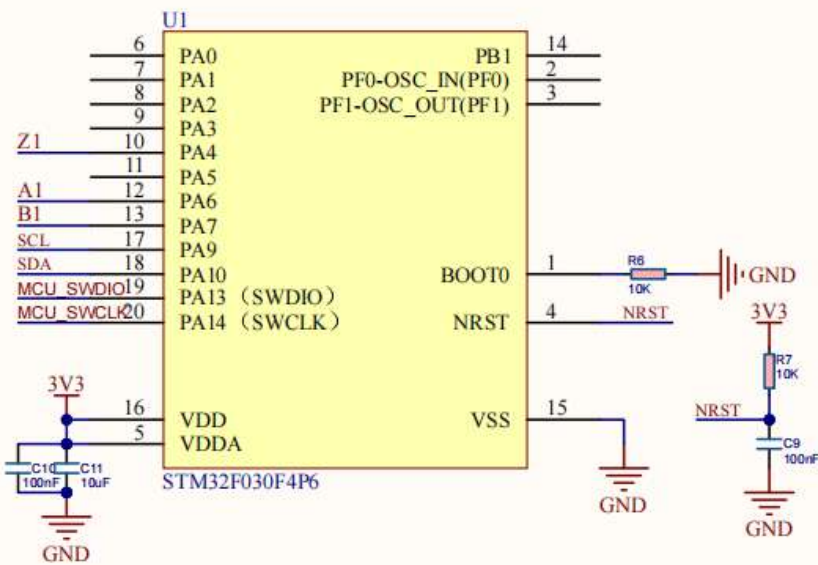 U1
6 PA0 PB1 14
7 PA1 PF0-OSC_IN(PF0) 2
8 PA2 PF1-OSC_OUT(PF1) 3
9 PA3
Z1 10 PA4
11 PA5
A1 12 PA6
B1 13 PA7
SCL 17 PA9
SDA 18 PA10 BOOT0 1 R6 10K GND
MCU_SWDIO 19 PA13（SWDIO）
MCU_SWCLK 20 PA14（SWCLK） NRST 4 NRST
3V3
R7
10K
3V3
16 VDD VSS 15 NRST
5 VDDA
C9
100nF
C10
100nF
C11
10uF
STM32F030F4P6
GND
GND
GND